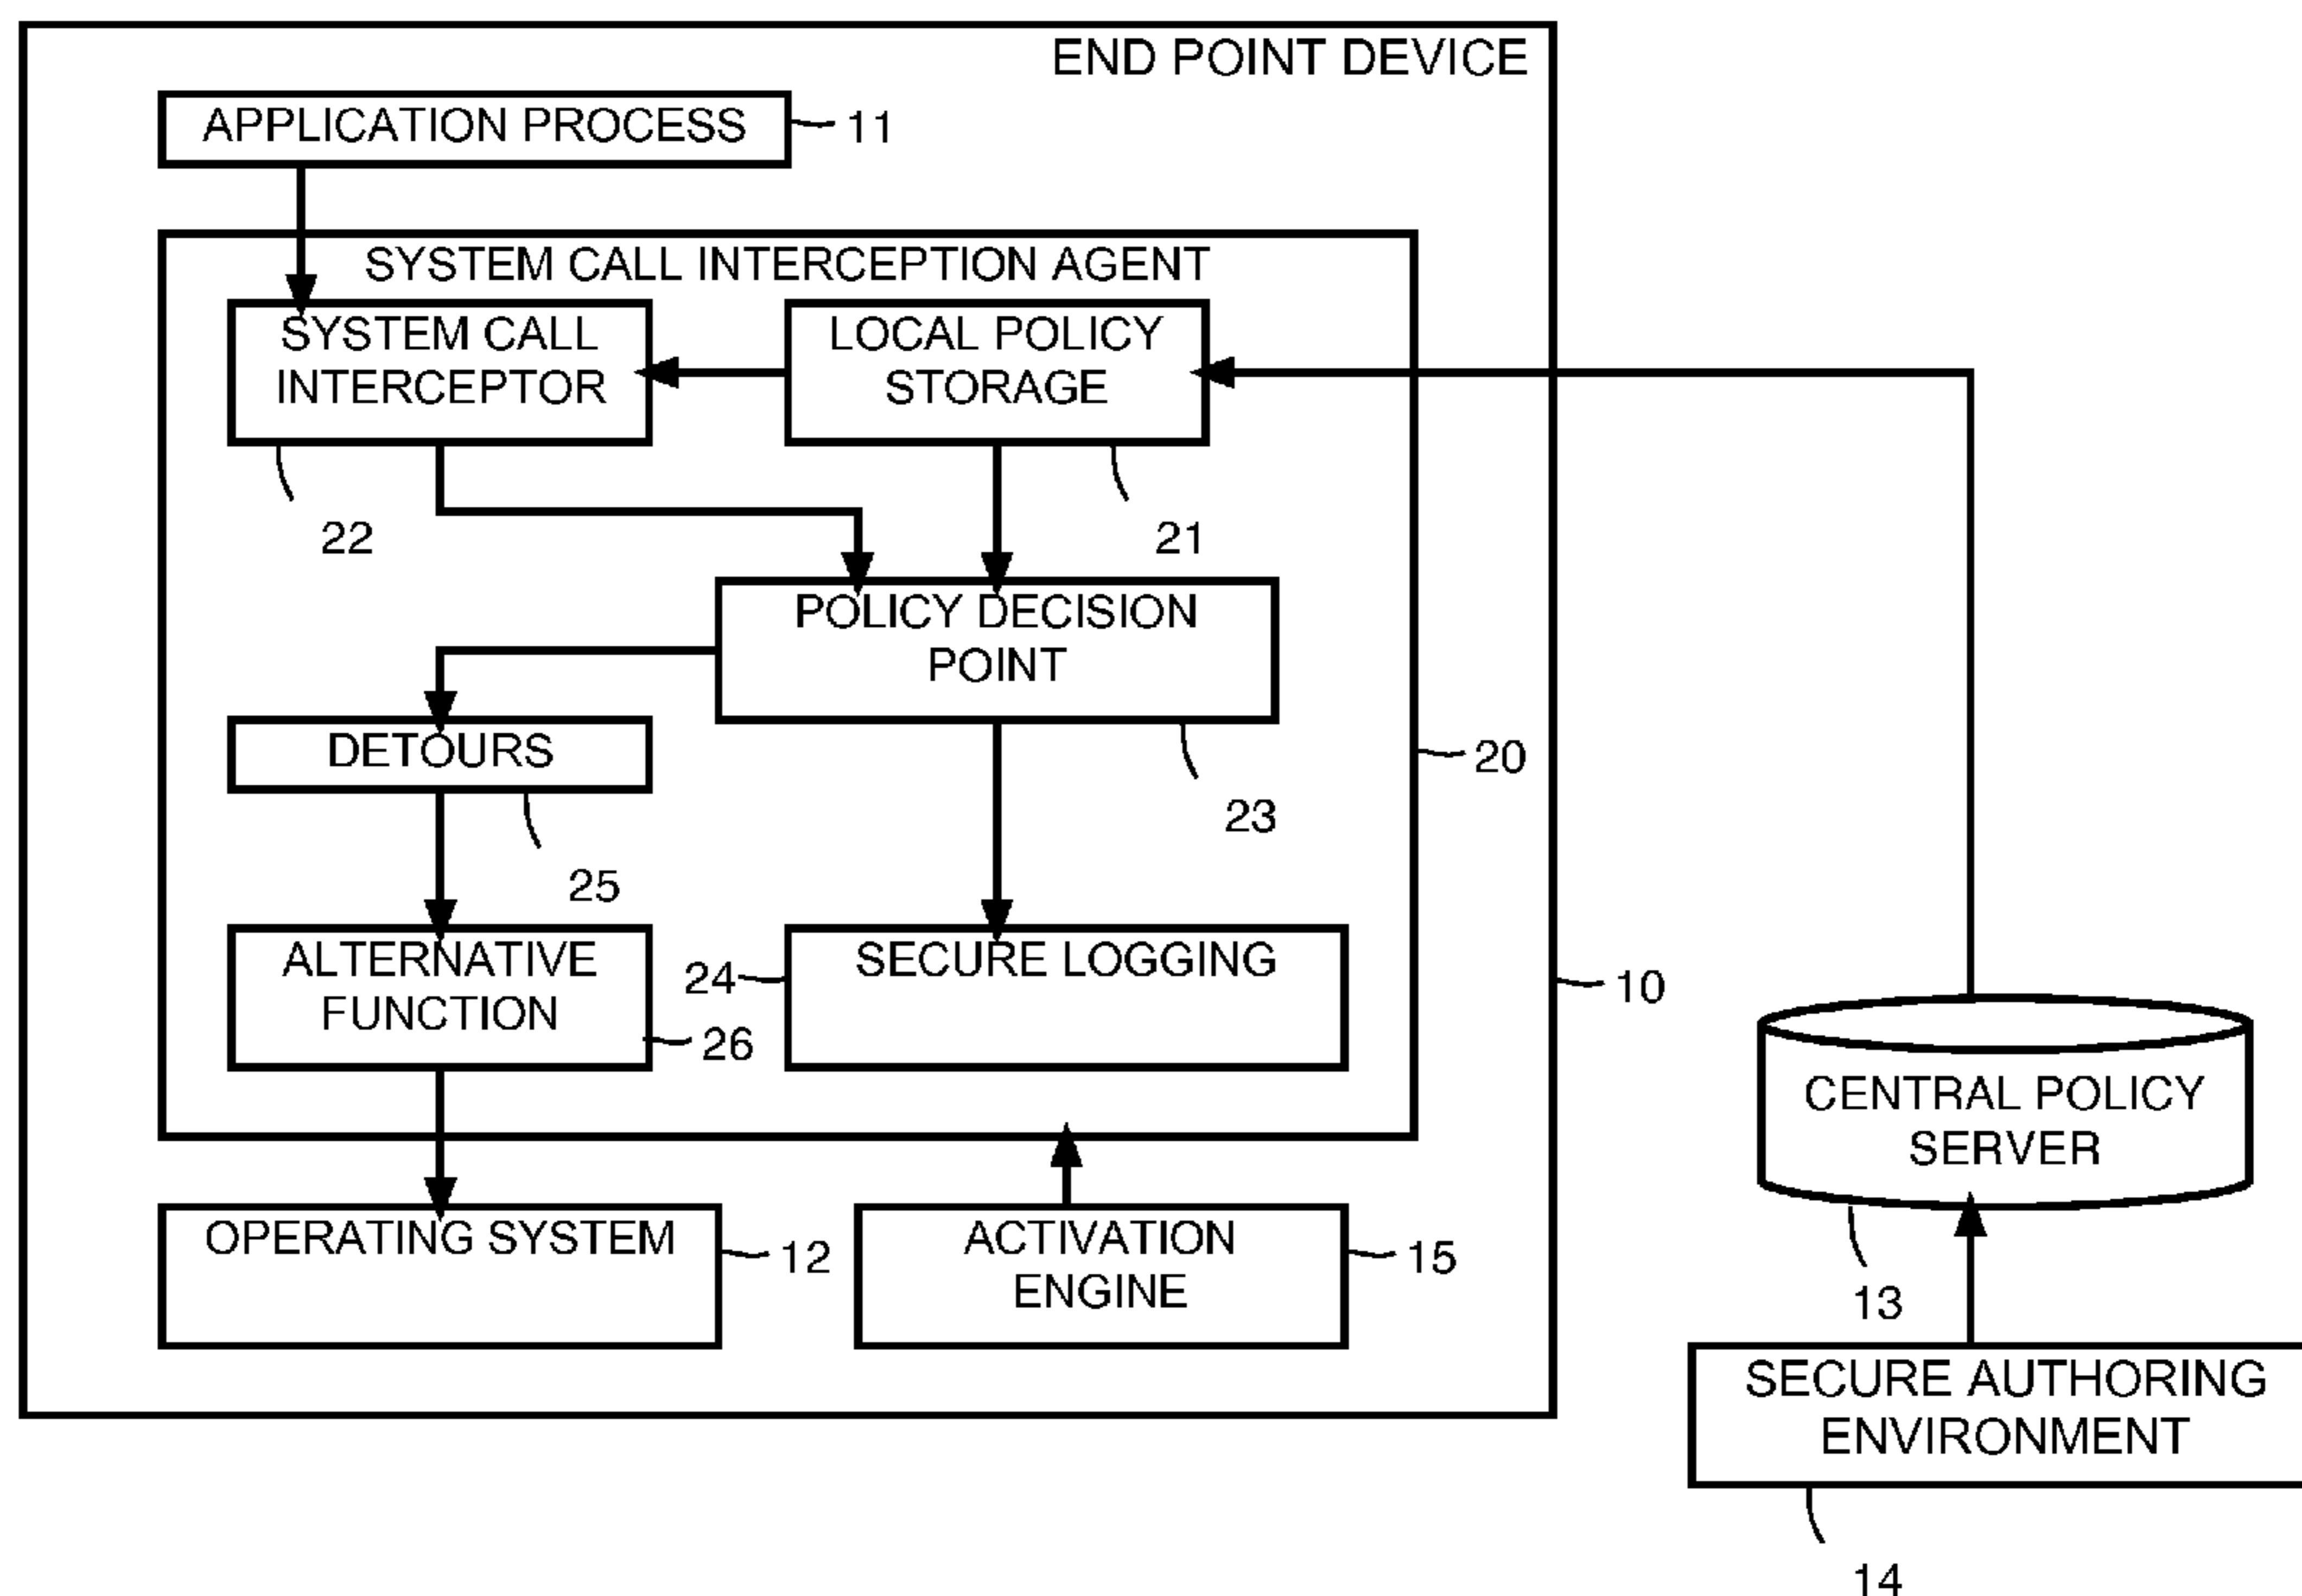 END POINT DEVICE
APPLICATION PROCESS
11
SYSTEM CALL INTERCEPTION AGENT
SYSTEM CALL
INTERCEPTOR
LOCAL POLICY
STORAGE
22
21
POLICY DECISION
POINT
DETOURS
20
23
25
ALTERNATIVE
FUNCTION
24
SECURE LOGGING
10
26
CENTRAL POLICY
SERVER
OPERATING SYSTEM
12
ACTIVATION
ENGINE
15
13
SECURE AUTHORING
ENVIRONMENT
14